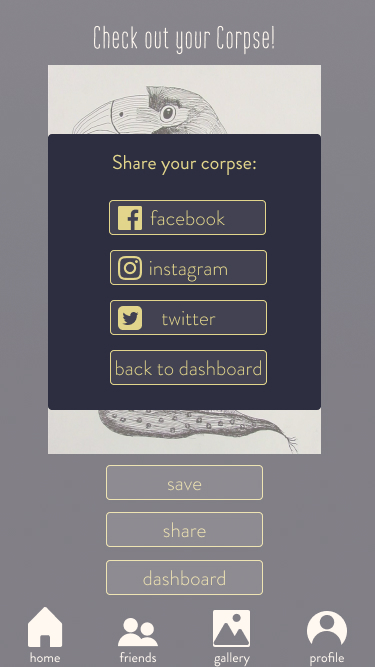 Check out your Corpse!
Share your corpse:
facebook
instagram
twitter
back to dashboard
save
share
dashboard
home
friends
gallery
profile